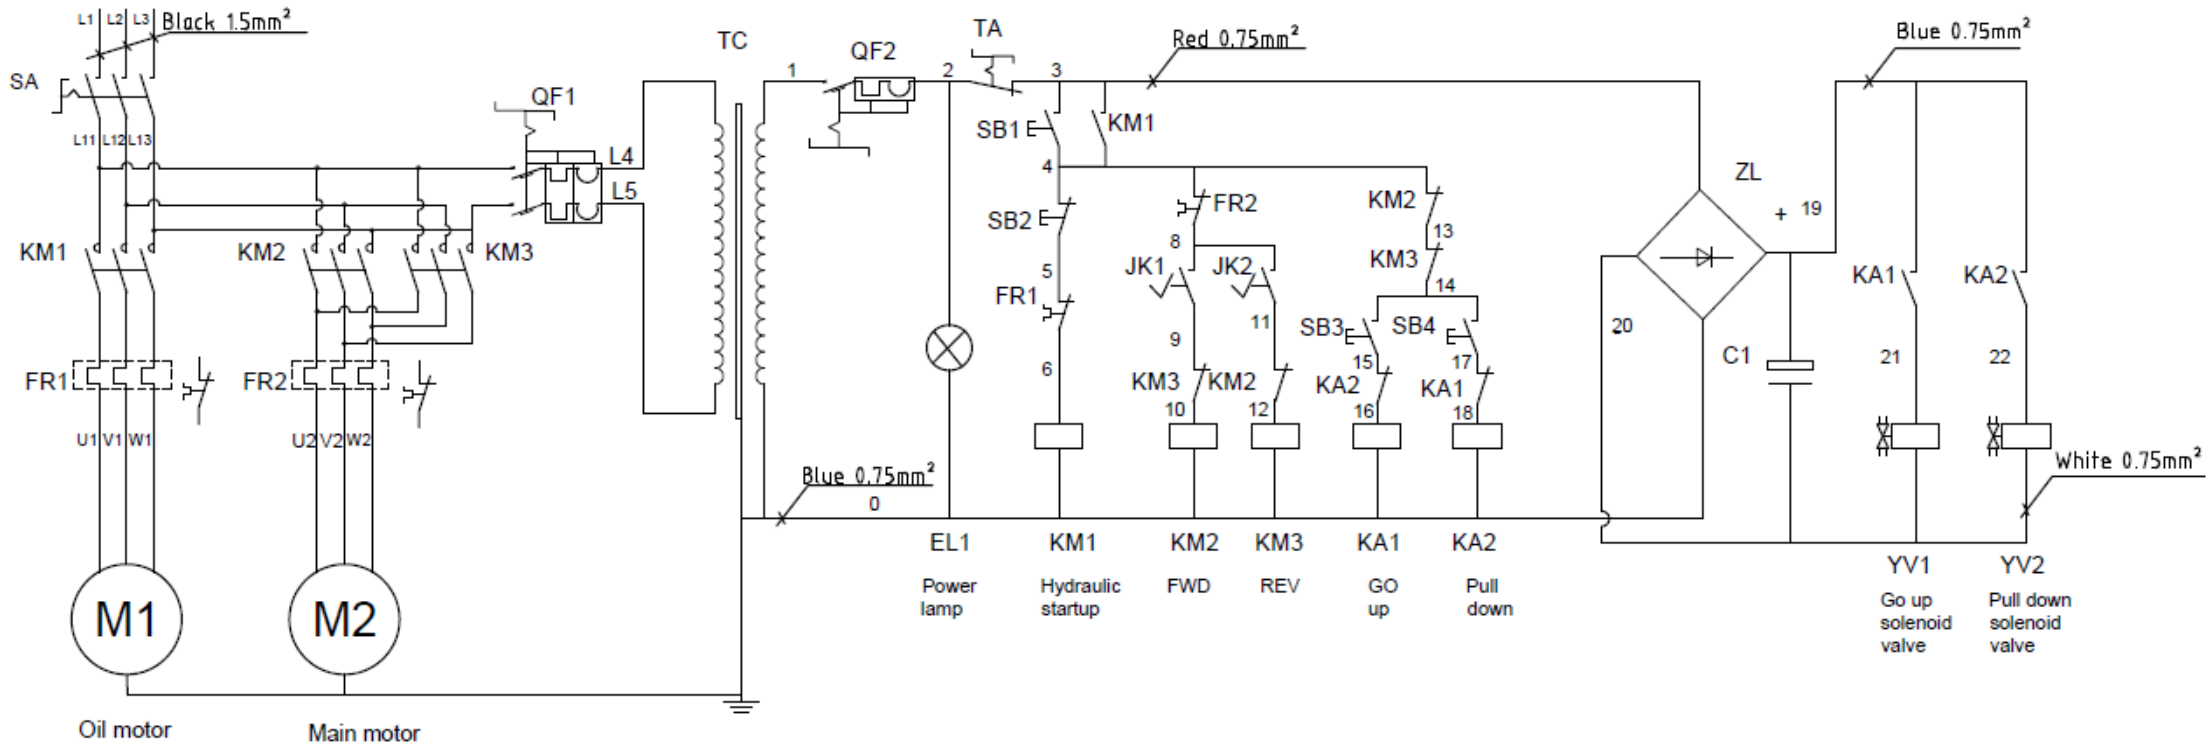 L1 L2 L3 Black 1.5mm²
SA
L11 L12 L13
QF1
L4
L5
TC
1
QF2
2
TA
3
Red 0.75mm²
Blue 0.75mm²
SB1
KM1
4
ZL
SB2
FR2
KM2
13
+ 19
KM1
KM2
KM3
5
8
KM3
FR1
JK1
JK2
14
KA1
KA2
9
11
SB3
SB4
20
6
15
17
C1
21
22
FR1
FR2
KM3
KM2
KA2
KA1
10
12
16
18
U1 V1 W1
U2 V2 W2
Blue 0.75mm²
0
White 0.75mm²
EL1
KM1
KM2
KM3
KA1
KA2
YV1
YV2
Power
lamp
Hydraulic
startup
FWD
REV
GO
up
Pull
down
Go up
solenoid
valve
Pull down
solenoid
valve
M1
M2
Oil motor
Main motor